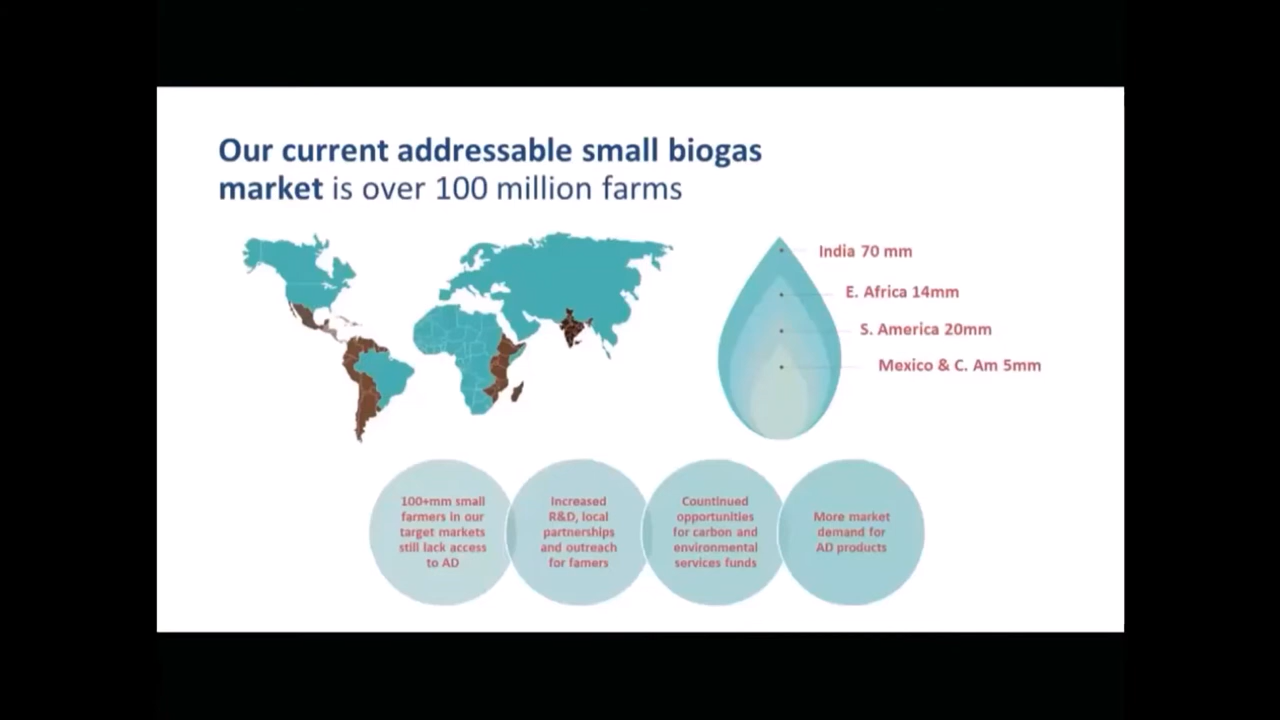 Our current addressable small biogas
market is over 100 million farms
India 70 mm
E. Africa 14mm
S. America 20mm
Mexico & C. Am 5mm
100+mm small
farmers in our
target markets
still lack access
to AD
Increased
R&D, local
partnerships
and outreach
for famers
Countinued
opportunities
for carbon and
environmental
services funds
More market
demand for
AD products